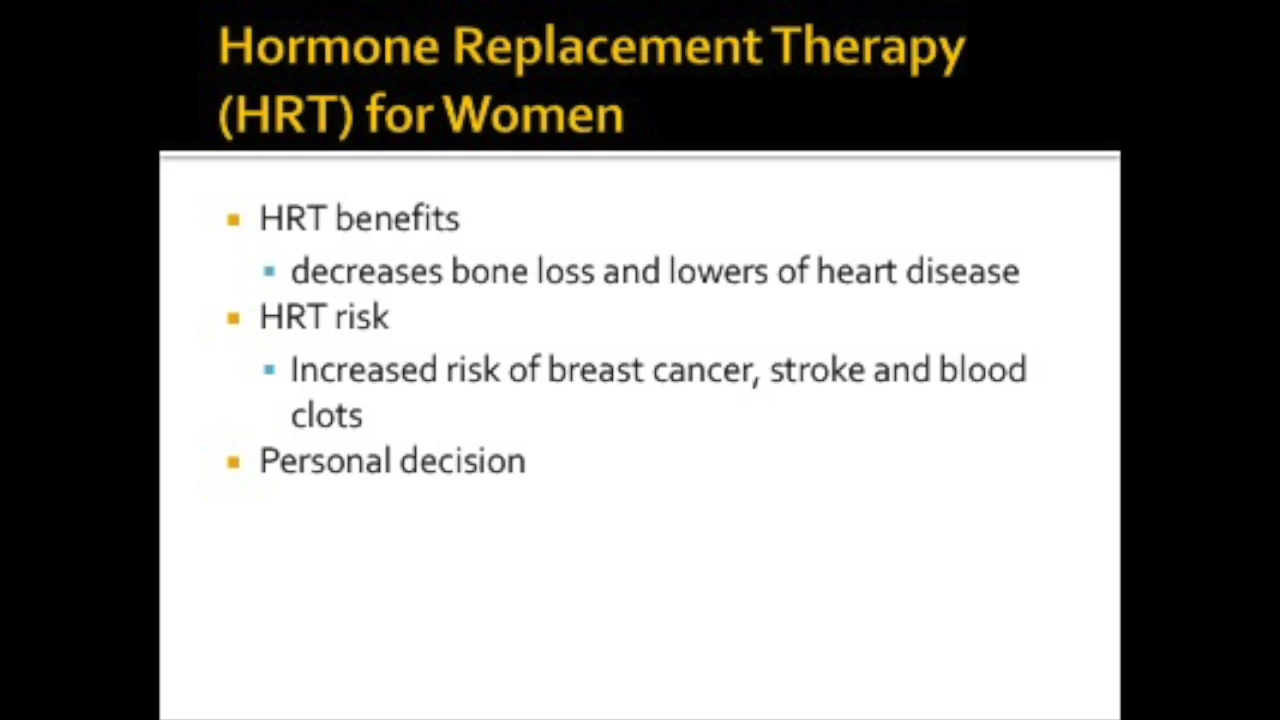 Hormone Replacement Therapy
(HRT) for Women
HRT benefits
decreases bone loss and lowers of heart disease
HRT risk
Increased risk of breast cancer, stroke and blood
clots
Personal decision